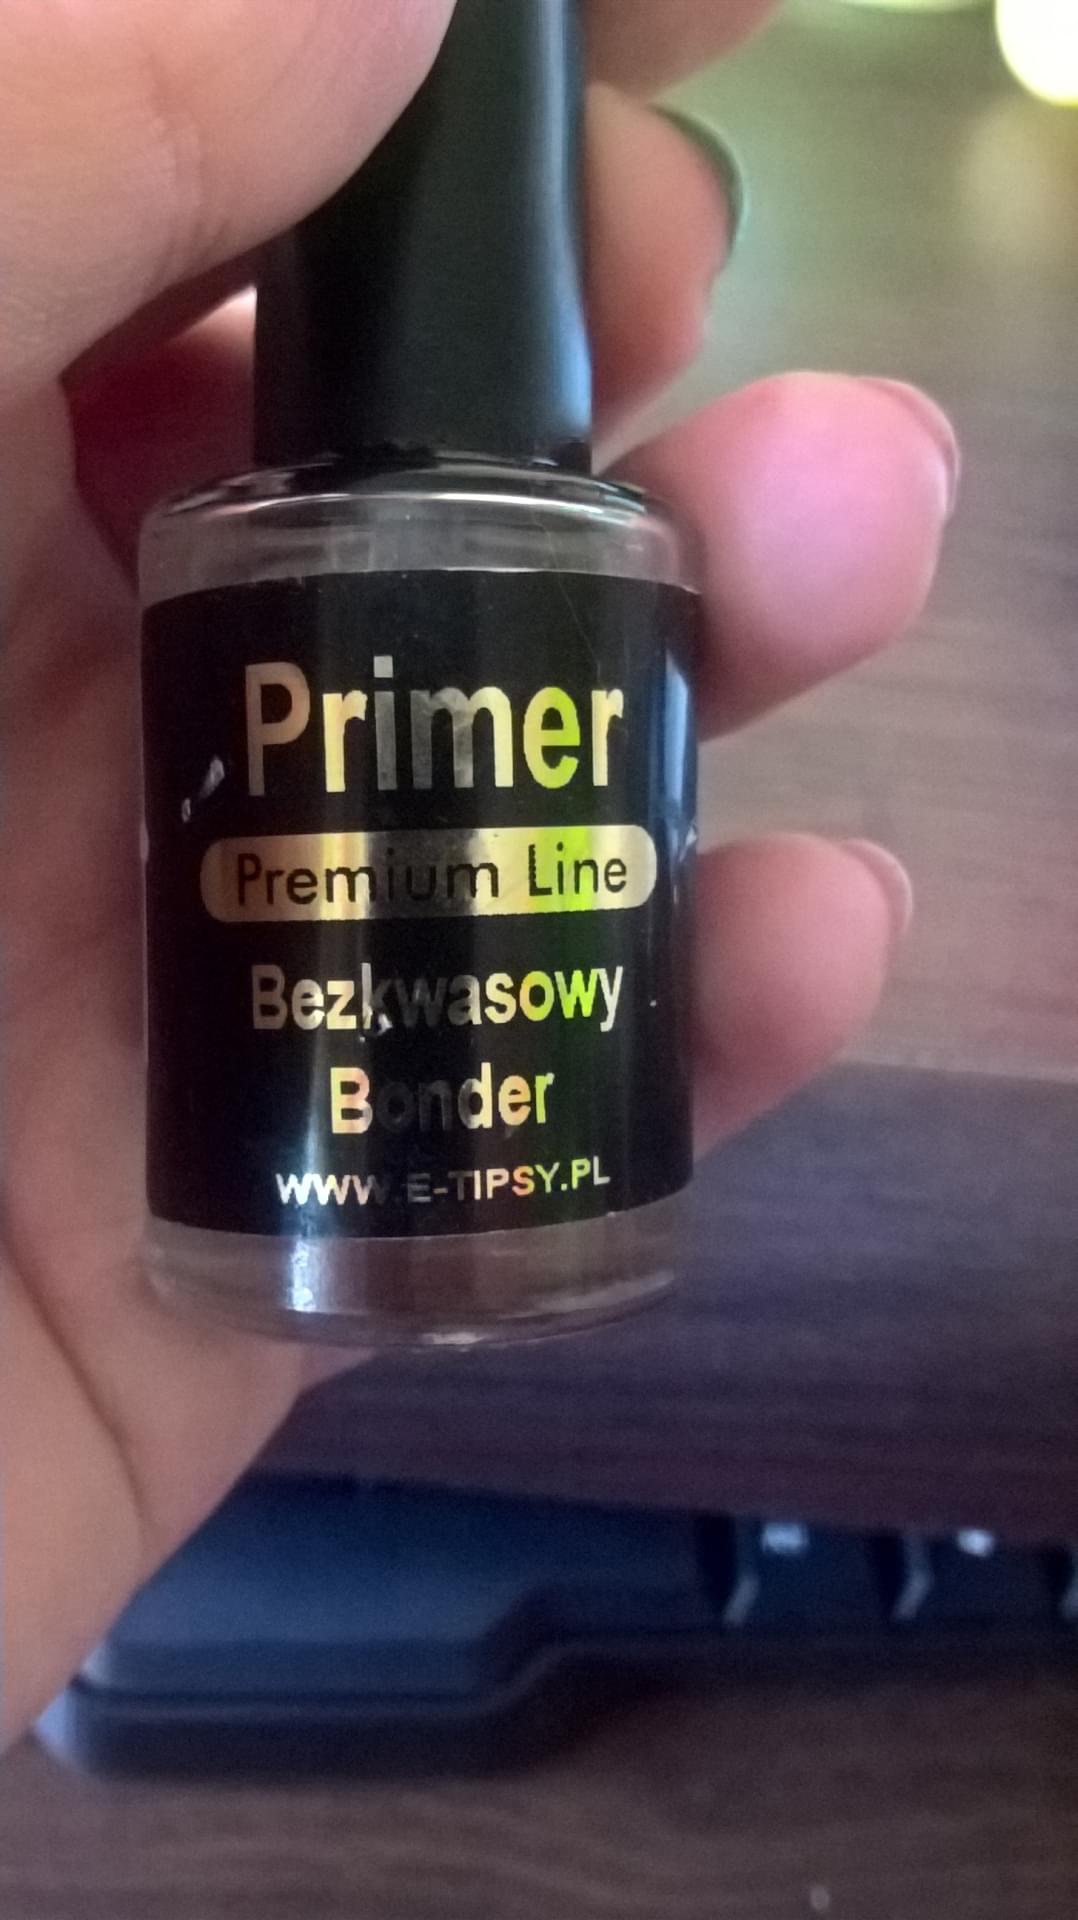 Primer
Premium Line
Bezkwasowy
Bonder
WWW.E-TIPSY.PL